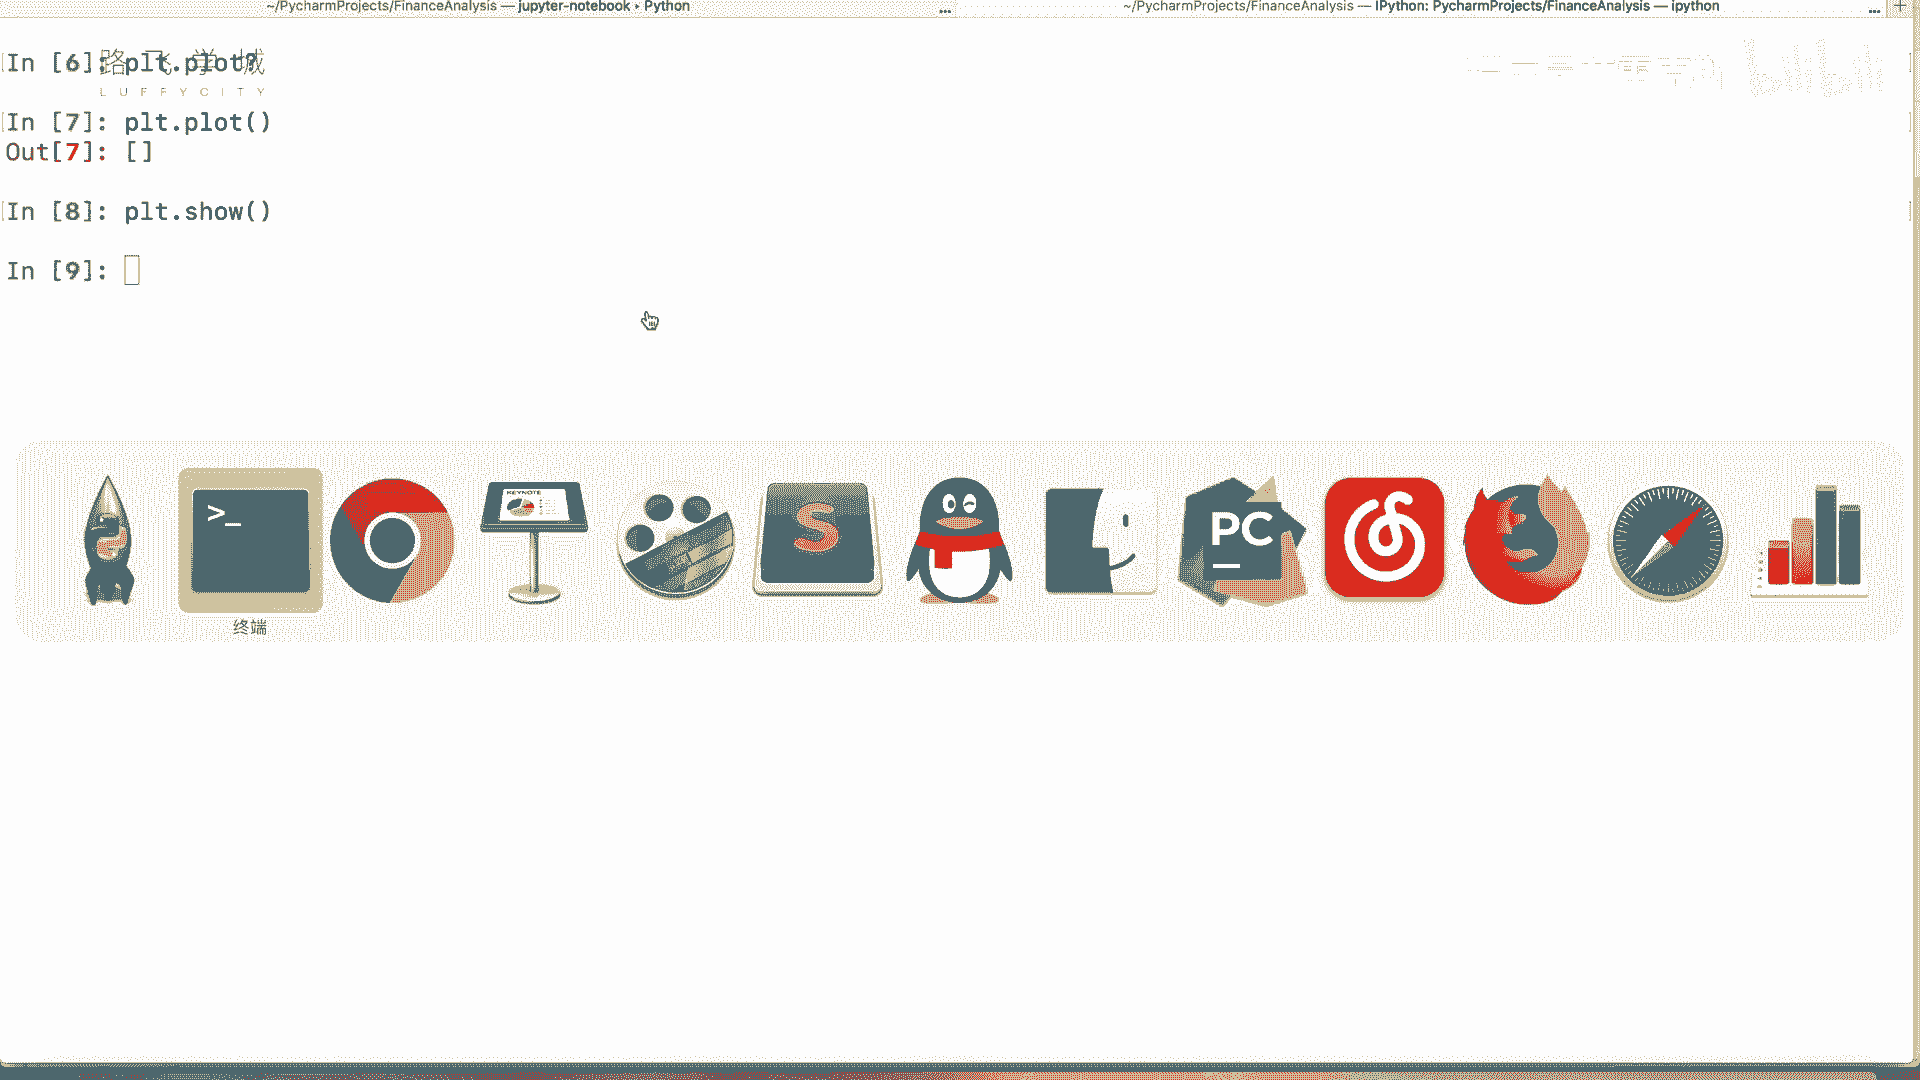 ~/PycharmProjects/FinanceAnalysis — jupyter-notebook ▸ Python
~/PycharmProjects/FinanceAnalysis — IPython: PycharmProjects/FinanceAnalysis — ipython
In [6]: plt.plot?
路飞学城
LUFFYCITY
bilibili
In [7]: plt.plot()
Out[7]: []
In [8]: plt.show()
In [9]:
>_
KEYNOTE
S
PC
终端